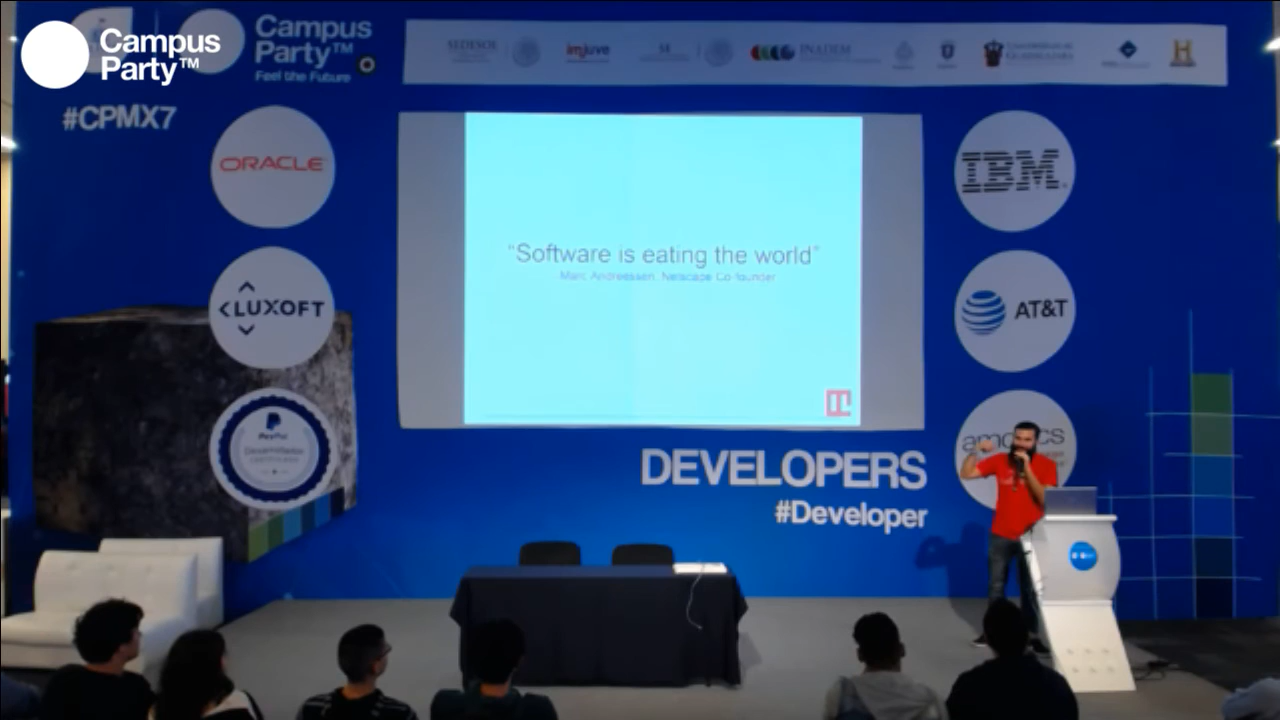 Campus
Party™
Campus
Party™
Feel the Future
#CPMX7
SEDESOL
imjuve
INADEM
H
ORACLE
IBM
"Software is eating the world"
Marc Andreessen, Netscape Co-founder
LUXOFT
AT&T
PayPal
DEVELOPERS
#Developer